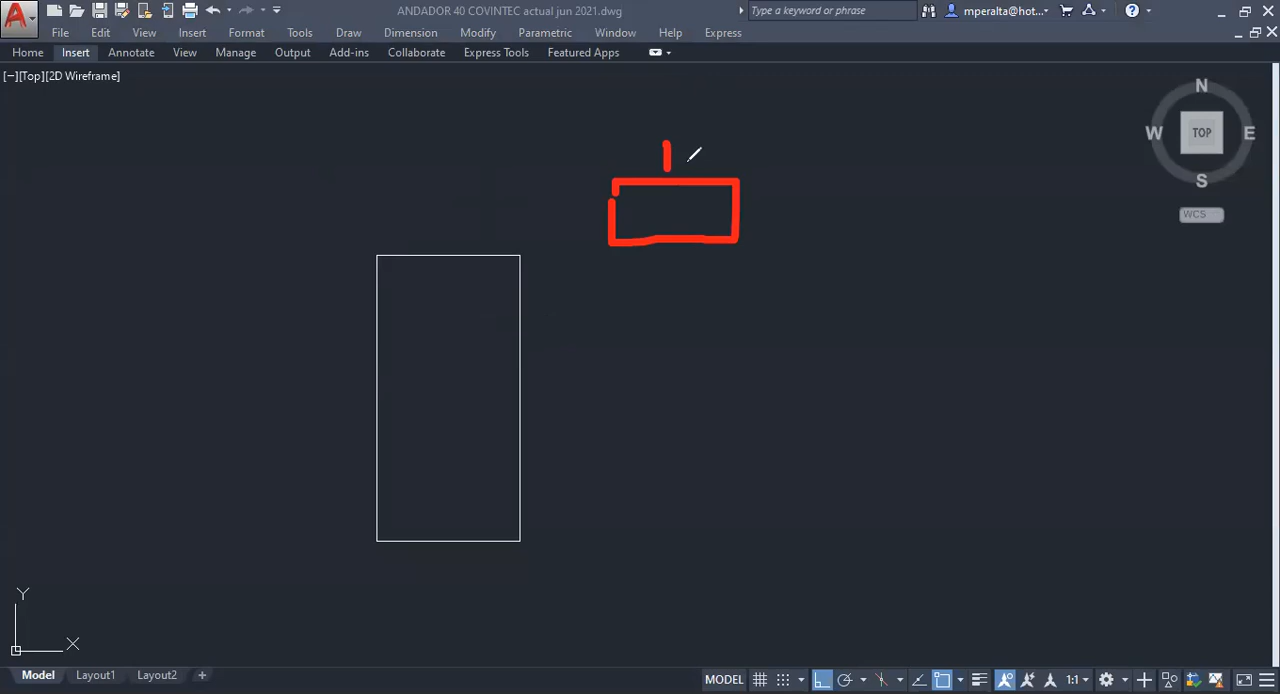 ANDADOR 40 COVINTEC actual jun 2021.dwg
Type a keyword or phrase
mperalta@hot...
File Edit View Insert Format Tools Draw Dimension Modify Parametric Window Help Express
Home Insert Annotate View Manage Output Add-ins Collaborate Express Tools Featured Apps
[−][Top][2D Wireframe]
N
W TOP E
S
WCS
1
Y
X
Model Layout1 Layout2 +
MODEL 1:1